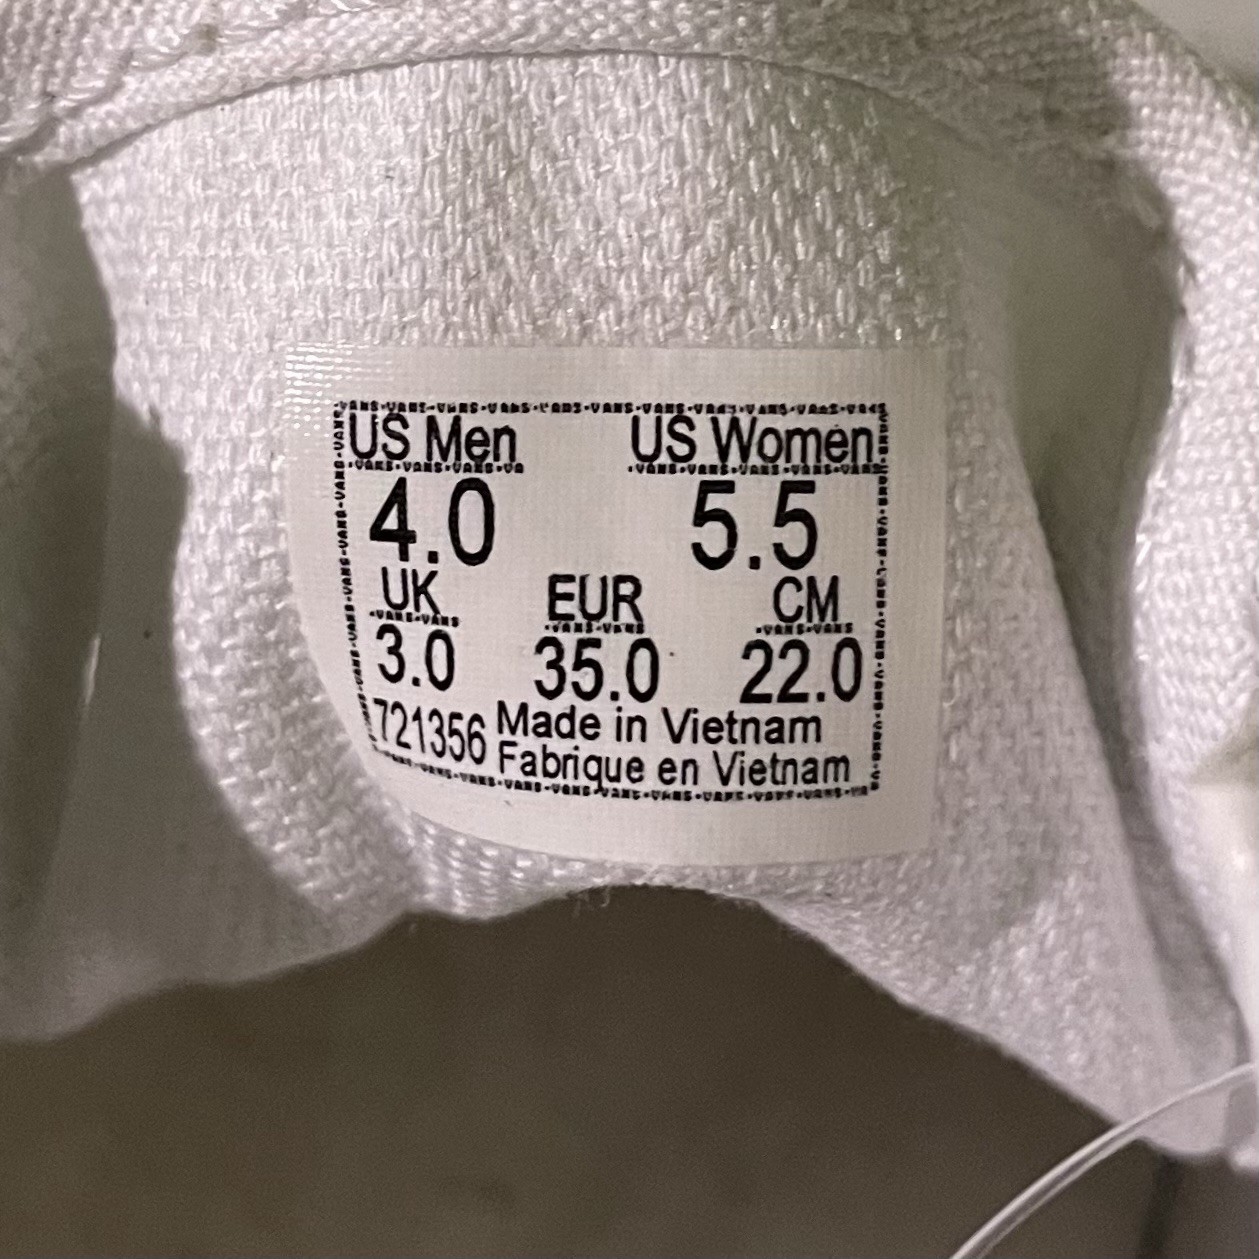 US Men US Women
4.0 5.5
UK EUR CM
3.0 35.0 22.0
721356 Made in Vietnam
Fabrique en Vietnam